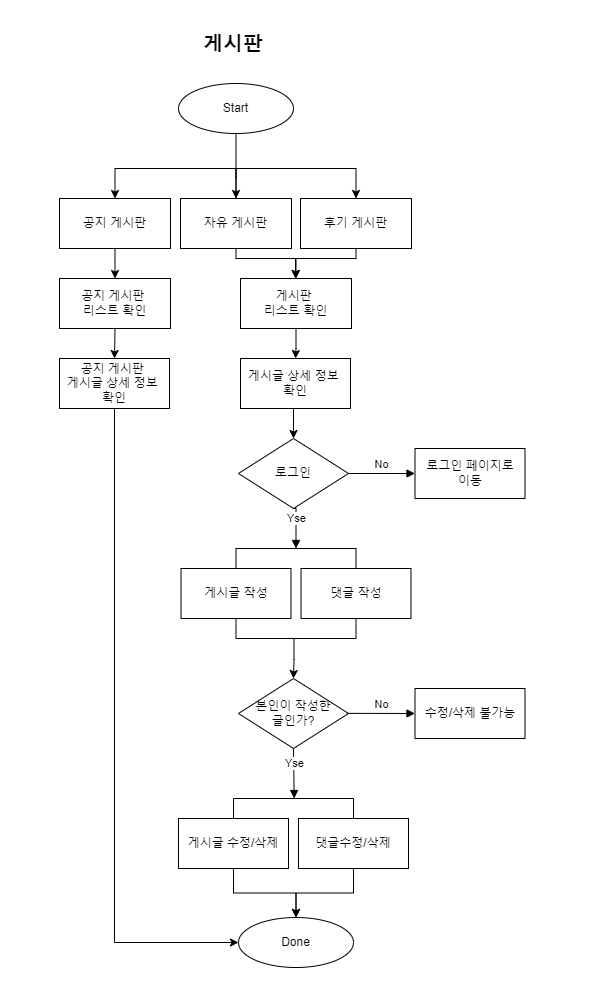 게시판
Start
공지 게시판
자유 게시판
후기 게시판
공지 게시판
리스트 확인
게시판
리스트 확인
공지 게시판
게시글 상세 정보
확인
게시글 상세 정보
확인
로그인
No
로그인 페이지로
이동
Yse
게시글 작성
댓글 작성
본인이 작성한
글인가?
No
수정/삭제 불가능
Yse
게시글 수정/삭제
댓글수정/삭제
Done